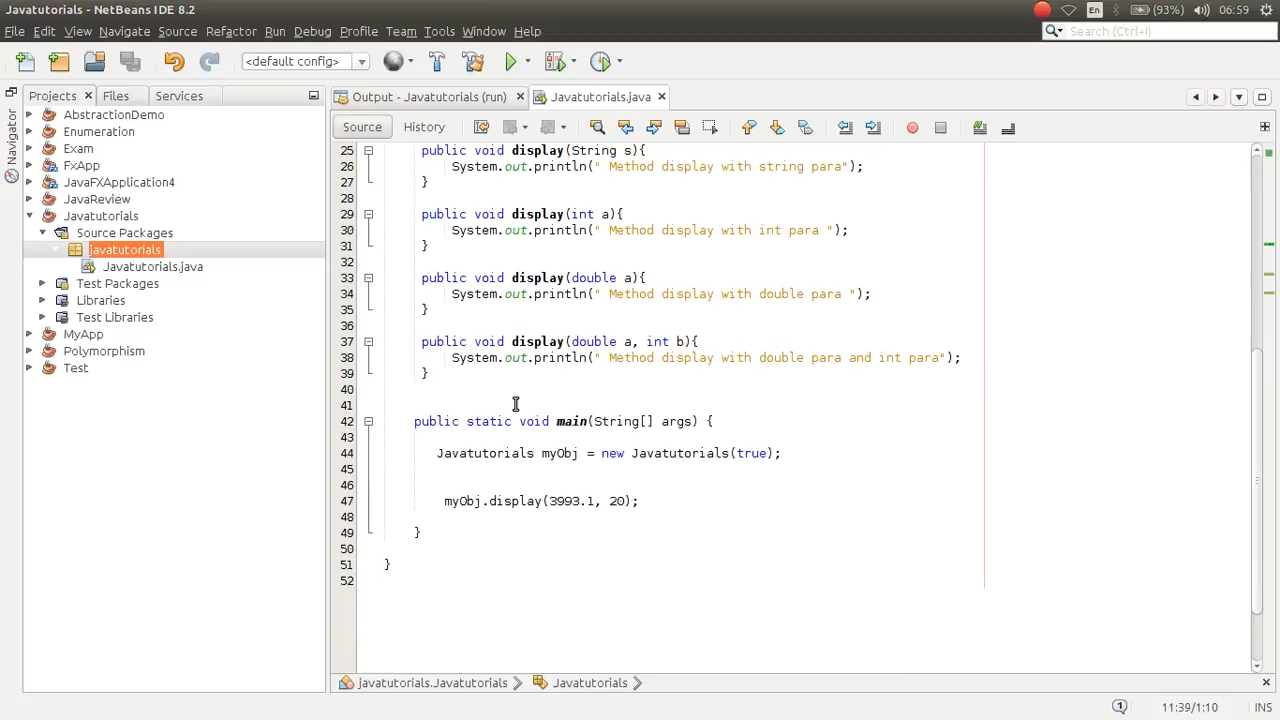 Javatutorials - NetBeans IDE 8.2
En
(93%)
06:59
File Edit View Navigate Source Refactor Run Debug Profile Team Tools Window Help
Search (Ctrl+I)
<default config>
Navigator
Projects
Files
Services
AbstractionDemo
Enumeration
Exam
FxApp
JavaFXApplication4
JavaReview
Javatutorials
Source Packages
javatutorials
Javatutorials.java
Test Packages
Libraries
Test Libraries
MyApp
Polymorphism
Test
Output - Javatutorials (run)
Javatutorials.java
Source
History
25 public void display(String s){
26 System.out.println(" Method display with string para");
27 }
28
29 public void display(int a){
30 System.out.println(" Method display with int para ");
31 }
32
33 public void display(double a){
34 System.out.println(" Method display with double para ");
35 }
36
37 public void display(double a, int b){
38 System.out.println(" Method display with double para and int para");
39 }
40
41
42 public static void main(String[] args) {
43
44 Javatutorials myObj = new Javatutorials(true);
45
46
47 myObj.display(3993.1, 20);
48
49 }
50
51 }
52
javatutorials.Javatutorials
Javatutorials
1
11:39/1:10
INS